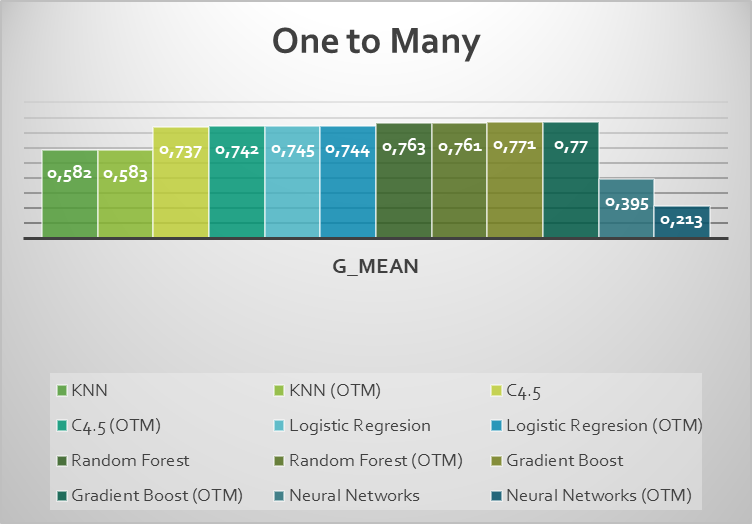 One to Many
0,582 0,583 0,737 0,742 0,745 0,744 0,763 0,761 0,771 0,77 0,395 0,213
G_MEAN
KNN KNN (OTM) C4.5
C4.5 (OTM) Logistic Regresion Logistic Regresion (OTM)
Random Forest Random Forest (OTM) Gradient Boost
Gradient Boost (OTM) Neural Networks Neural Networks (OTM)